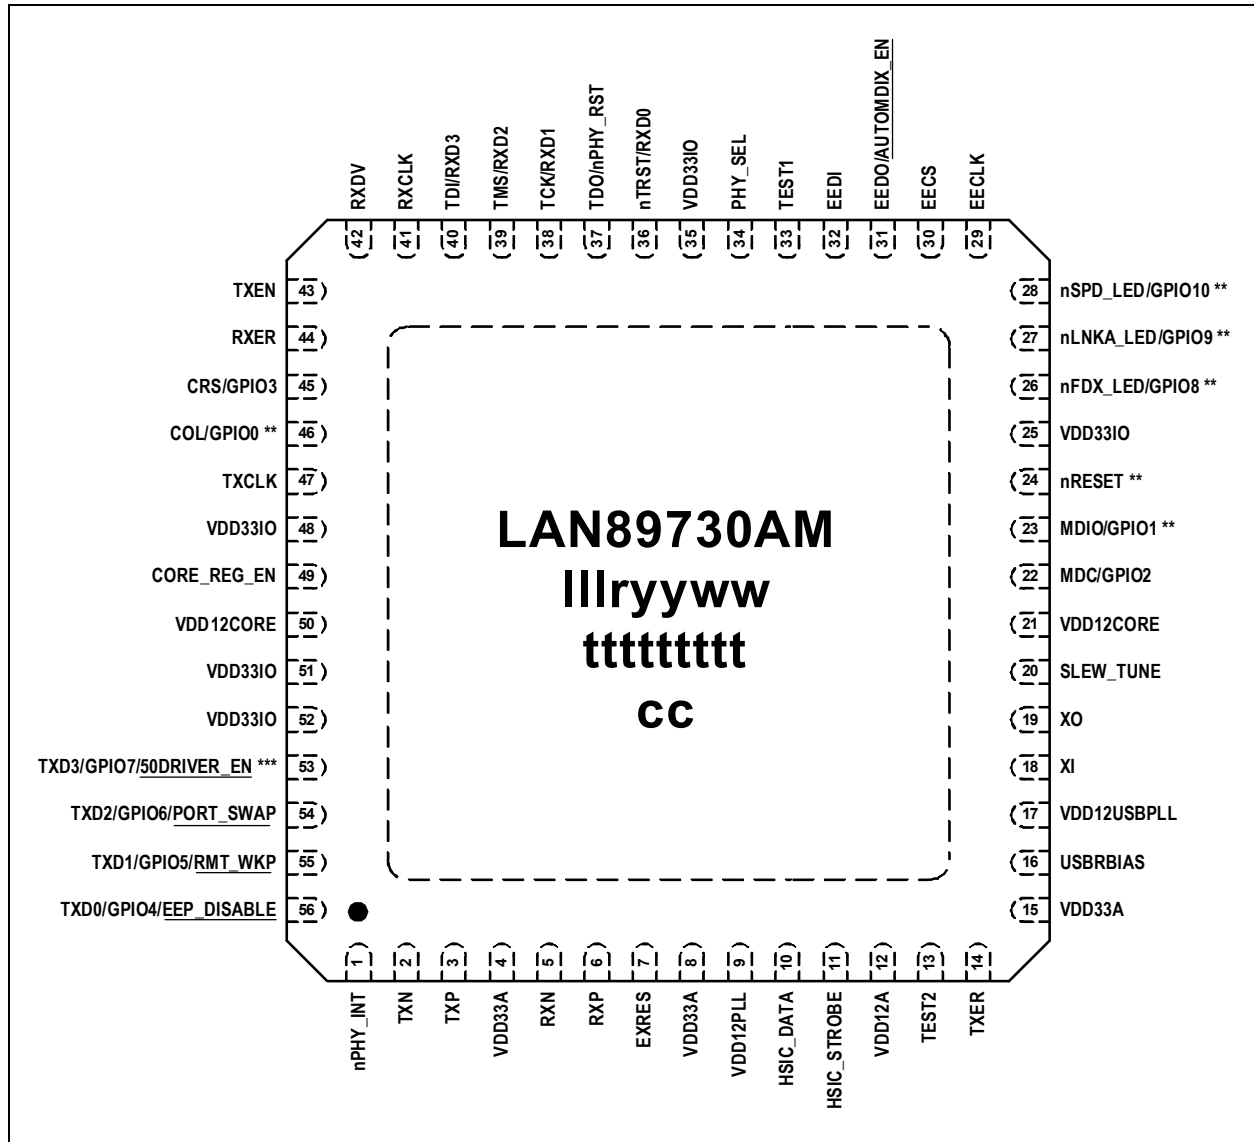 RXDV
RXCLK
TDI/RXD3
TMS/RXD2
TCK/RXD1
TDO/nPHY_RST
nTRST/RXD0
VDD33IO
PHY_SEL
TEST1
EEDI
EEDO/AUTOMDIX_EN
EECS
EECLK
42
41
40
39
38
37
36
35
34
33
32
31
30
29
TXEN 43
RXER 44
CRS/GPIO3 45
COL/GPIO0 ** 46
TXCLK 47
VDD33IO 48
CORE_REG_EN 49
VDD12CORE 50
VDD33IO 51
VDD33IO 52
TXD3/GPIO7/50DRIVER_EN *** 53
TXD2/GPIO6/PORT_SWAP 54
TXD1/GPIO5/RMT_WKP 55
TXD0/GPIO4/EEP_DISABLE 56
LAN89730AM
lllryyww
ttttttttt
cc
28 nSPD_LED/GPIO10 **
27 nLNKA_LED/GPIO9 **
26 nFDX_LED/GPIO8 **
25 VDD33IO
24 nRESET **
23 MDIO/GPIO1 **
22 MDC/GPIO2
21 VDD12CORE
20 SLEW_TUNE
19 XO
18 XI
17 VDD12USBPLL
16 USBRBIAS
15 VDD33A
1
2
3
4
5
6
7
8
9
10
11
12
13
14
nPHY_INT
TXN
TXP
VDD33A
RXN
RXP
EXRES
VDD33A
VDD12PLL
HSIC_DATA
HSIC_STROBE
VDD12A
TEST2
TXER